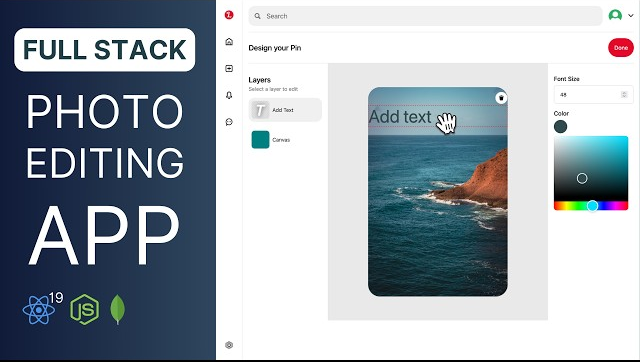 FULL STACK
PHOTO
EDITING
APP
19
JS
Search
Design your Pin
Done
Layers
Select a layer to edit
T
Add Text
Canvas
Add text
Font Size
48
Color